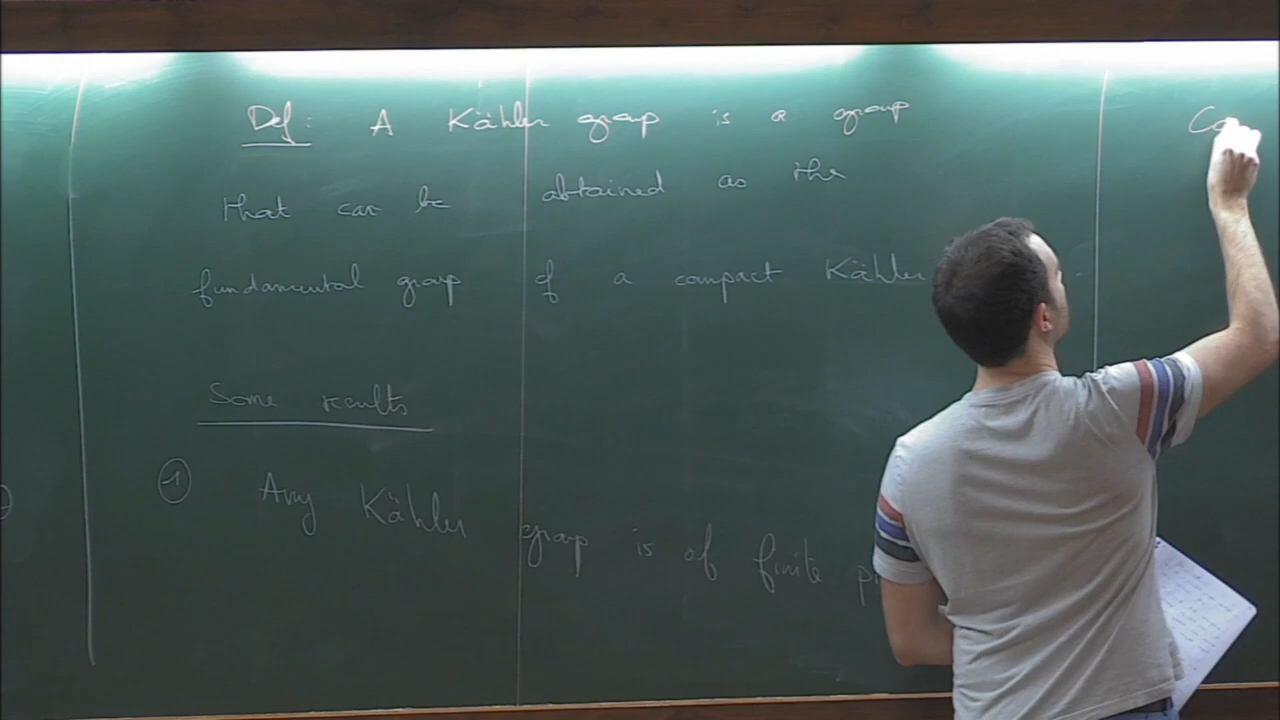 Def: A Kähler group is a group
that can be obtained as the
fundamental group of a compact Kähler
Some results
① Any Kähler group is of finite
Co